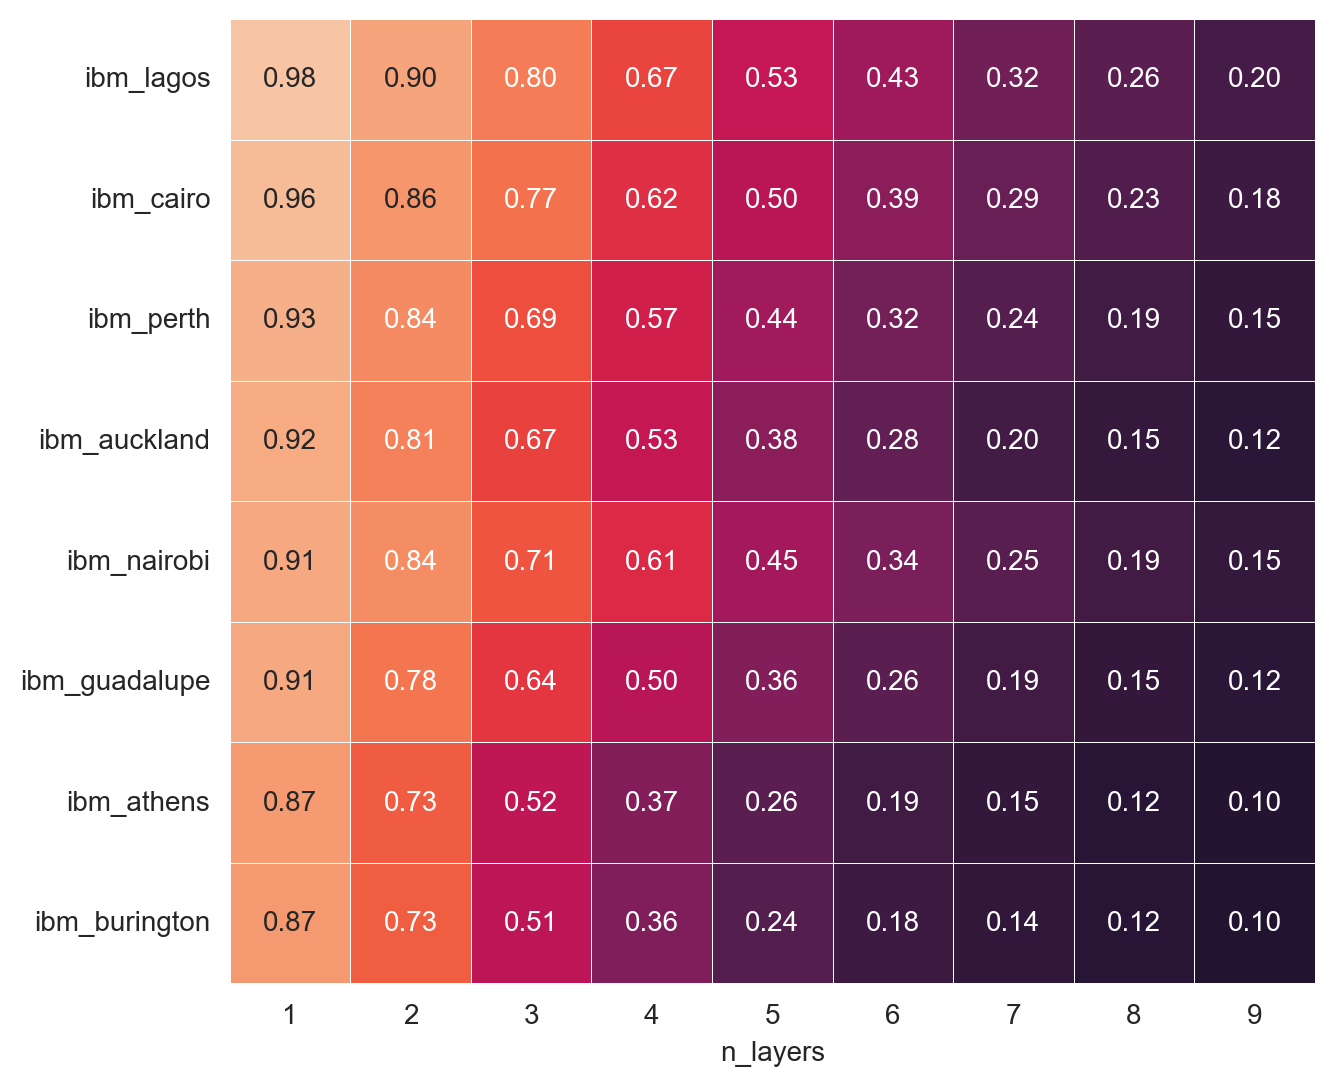 ibm_lagos 0.98 0.90 0.80 0.67 0.53 0.43 0.32 0.26 0.20
ibm_cairo 0.96 0.86 0.77 0.62 0.50 0.39 0.29 0.23 0.18
ibm_perth 0.93 0.84 0.69 0.57 0.44 0.32 0.24 0.19 0.15
ibm_auckland 0.92 0.81 0.67 0.53 0.38 0.28 0.20 0.15 0.12
ibm_nairobi 0.91 0.84 0.71 0.61 0.45 0.34 0.25 0.19 0.15
ibm_guadalupe 0.91 0.78 0.64 0.50 0.36 0.26 0.19 0.15 0.12
ibm_athens 0.87 0.73 0.52 0.37 0.26 0.19 0.15 0.12 0.10
ibm_burington 0.87 0.73 0.51 0.36 0.24 0.18 0.14 0.12 0.10
1 2 3 4 5 6 7 8 9
n_layers